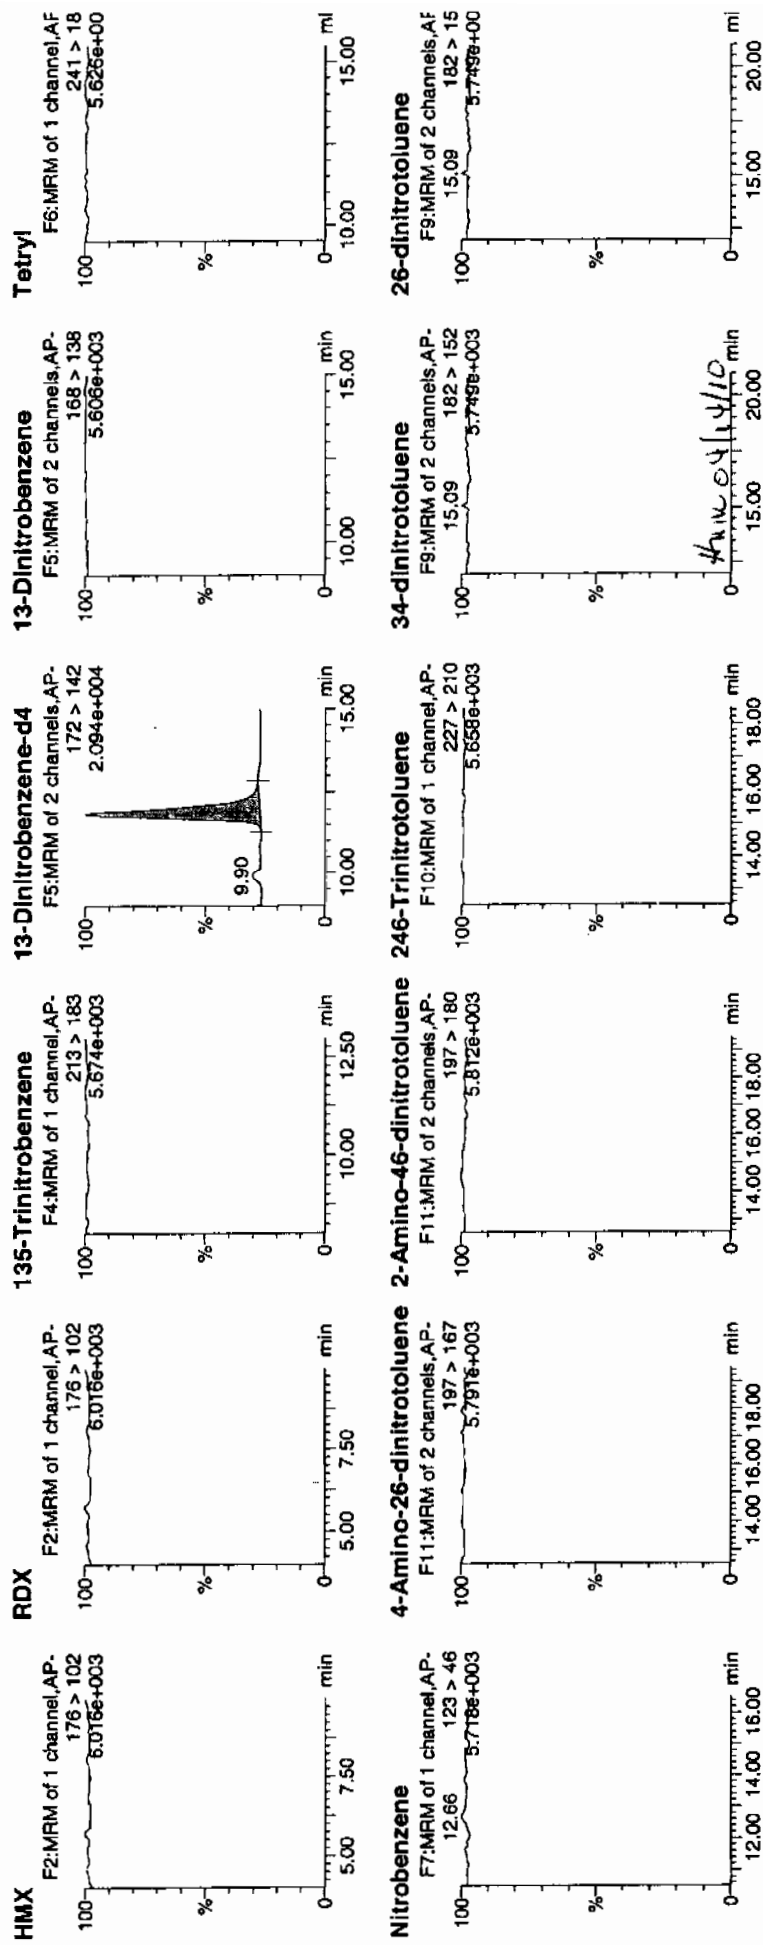 HMX
F2:MRM of 1 channel,AP-
176 > 102
6.016e+003
100
%
0
5.00 7.50 min
RDX
F2:MRM of 1 channel,AP-
176 > 102
6.016e+003
100
%
0
5.00 7.50 min
135-Trinitrobenzene
F4:MRM of 1 channel,AP-
213 > 183
5.674e+003
100
%
0
10.00 12.50 min
13-Dinitrobenzene-d4
F5:MRM of 2 channels,AP-
172 > 142
2.094e+004
100
9.90
%
0
10.00 15.00 min
13-Dinitrobenzene
F5:MRM of 2 channels,AP-
168 > 138
5.606e+003
100
%
0
10.00 15.00 min
Tetryl
F6:MRM of 1 channel,AF
241 > 18
5.626e+00
100
%
0
10.00 15.00 mi
Nitrobenzene
F7:MRM of 1 channel,AP-
12.66 123 > 46
5.718e+003
100
%
0
12.00 14.00 16.00 min
4-Amino-26-dinitrotoluene
F11:MRM of 2 channels,AP-
197 > 167
5.791e+003
100
%
0
14.00 16.00 18.00 min
2-Amino-46-dinitrotoluene
F11:MRM of 2 channels,AP-
197 > 180
5.812e+003
100
%
0
14.00 16.00 18.00 min
246-Trinitrotoluene
F10:MRM of 1 channel,AP-
227 > 210
5.658e+003
100
%
0
14.00 16.00 18.00 min
34-dinitrotoluene
F9:MRM of 2 channels,AP-
15.09 182 > 152
5.749e+003
100
%
0
15.00 20.00 min
04/14/10
26-dinitrotoluene
F9:MRM of 2 channels,AF
15.09 182 > 15
5.749e+00
100
%
0
15.00 20.00 mi